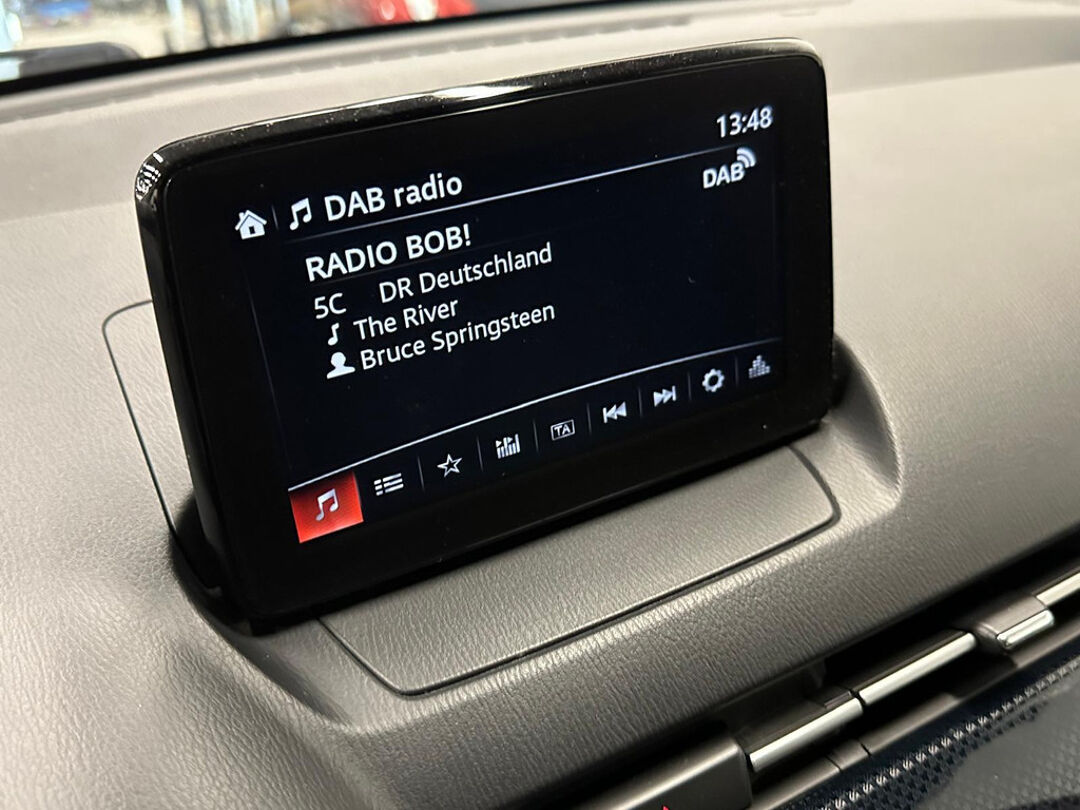 13:48
DAB radio
DAB
RADIO BOB!
5C DR Deutschland
The River
Bruce Springsteen
TA